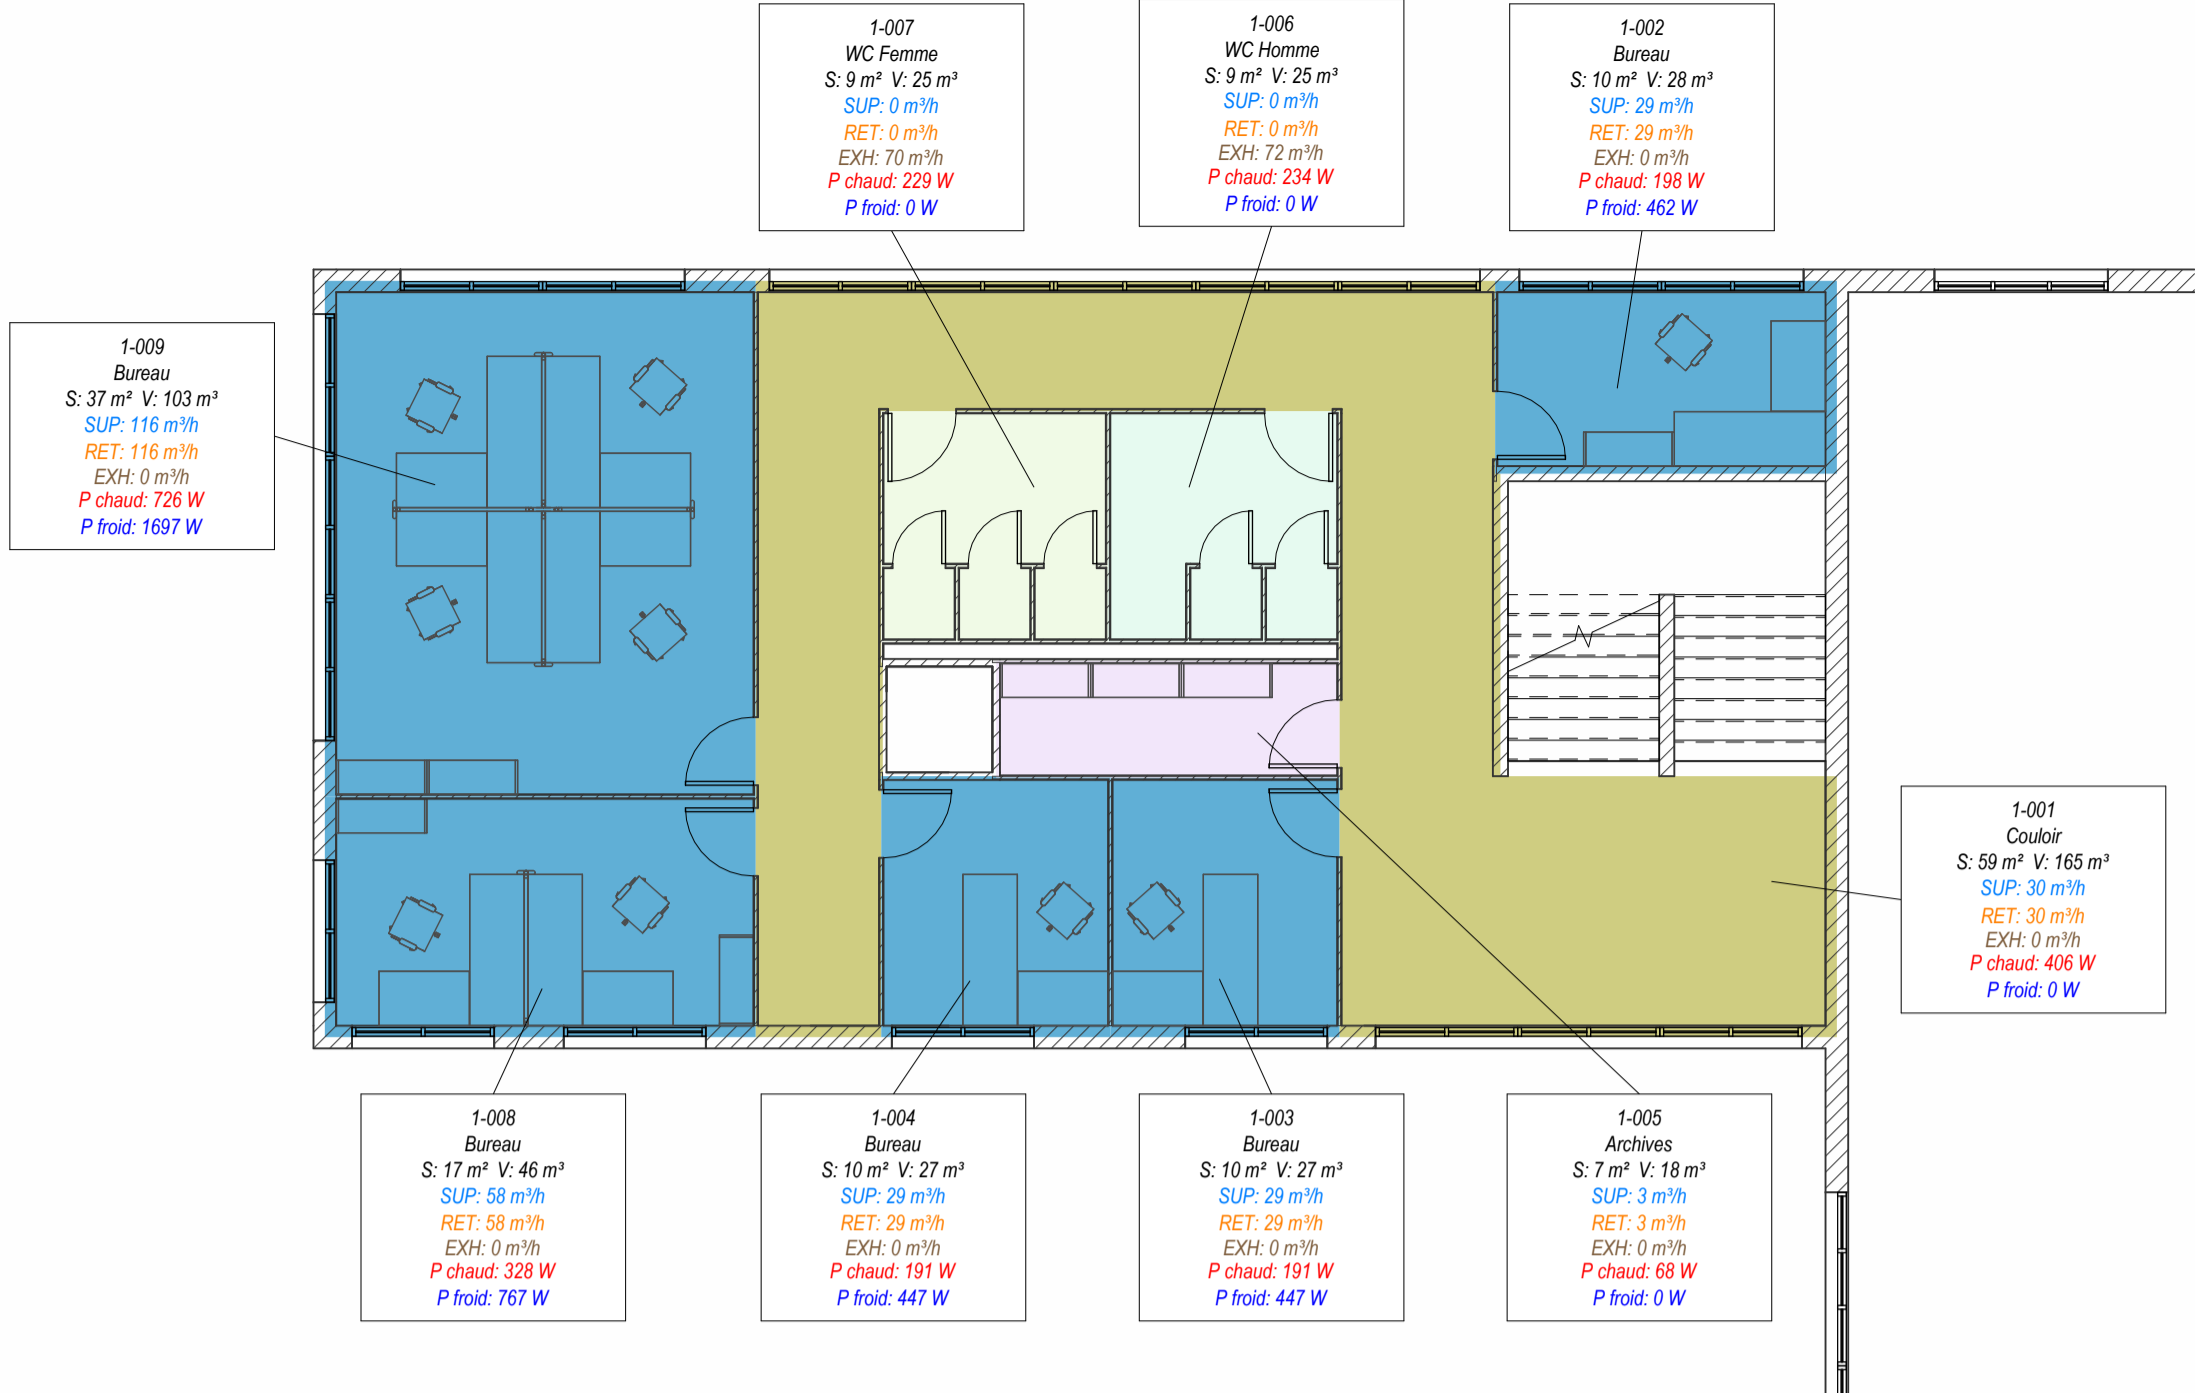 1-007
WC Femme
S: 9 m² V: 25 m³
SUP: 0 m³/h
RET: 0 m³/h
EXH: 70 m³/h
P chaud: 229 W
P froid: 0 W
1-006
WC Homme
S: 9 m² V: 25 m³
SUP: 0 m³/h
RET: 0 m³/h
EXH: 72 m³/h
P chaud: 234 W
P froid: 0 W
1-002
Bureau
S: 10 m² V: 28 m³
SUP: 29 m³/h
RET: 29 m³/h
EXH: 0 m³/h
P chaud: 198 W
P froid: 462 W
1-009
Bureau
S: 37 m² V: 103 m³
SUP: 116 m³/h
RET: 116 m³/h
EXH: 0 m³/h
P chaud: 726 W
P froid: 1697 W
1-001
Couloir
S: 59 m² V: 165 m³
SUP: 30 m³/h
RET: 30 m³/h
EXH: 0 m³/h
P chaud: 406 W
P froid: 0 W
1-008
Bureau
S: 17 m² V: 46 m³
SUP: 58 m³/h
RET: 58 m³/h
EXH: 0 m³/h
P chaud: 328 W
P froid: 767 W
1-004
Bureau
S: 10 m² V: 27 m³
SUP: 29 m³/h
RET: 29 m³/h
EXH: 0 m³/h
P chaud: 191 W
P froid: 447 W
1-003
Bureau
S: 10 m² V: 27 m³
SUP: 29 m³/h
RET: 29 m³/h
EXH: 0 m³/h
P chaud: 191 W
P froid: 447 W
1-005
Archives
S: 7 m² V: 18 m³
SUP: 3 m³/h
RET: 3 m³/h
EXH: 0 m³/h
P chaud: 68 W
P froid: 0 W